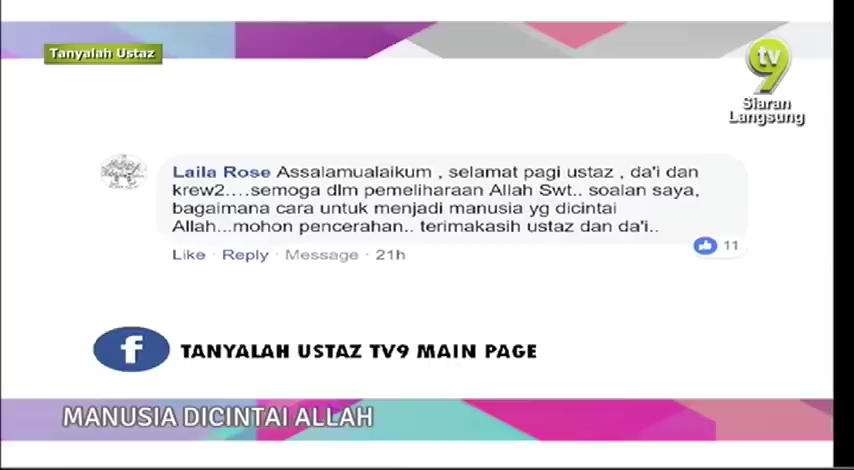 Tanyalah Ustaz
tv
9
Siaran
Langsung
Laila Rose Assalamualaikum , selamat pagi ustaz , da'i dan
krew2....semoga dlm pemeliharaan Allah Swt.. soalan saya,
bagaimana cara untuk menjadi manusia yg dicintai
Allah...mohon pencerahan.. terimakasih ustaz dan da'i..
11
Like · Reply · Message · 21h
f TANYALAH USTAZ TV9 MAIN PAGE
MANUSIA DICINTAI ALLAH